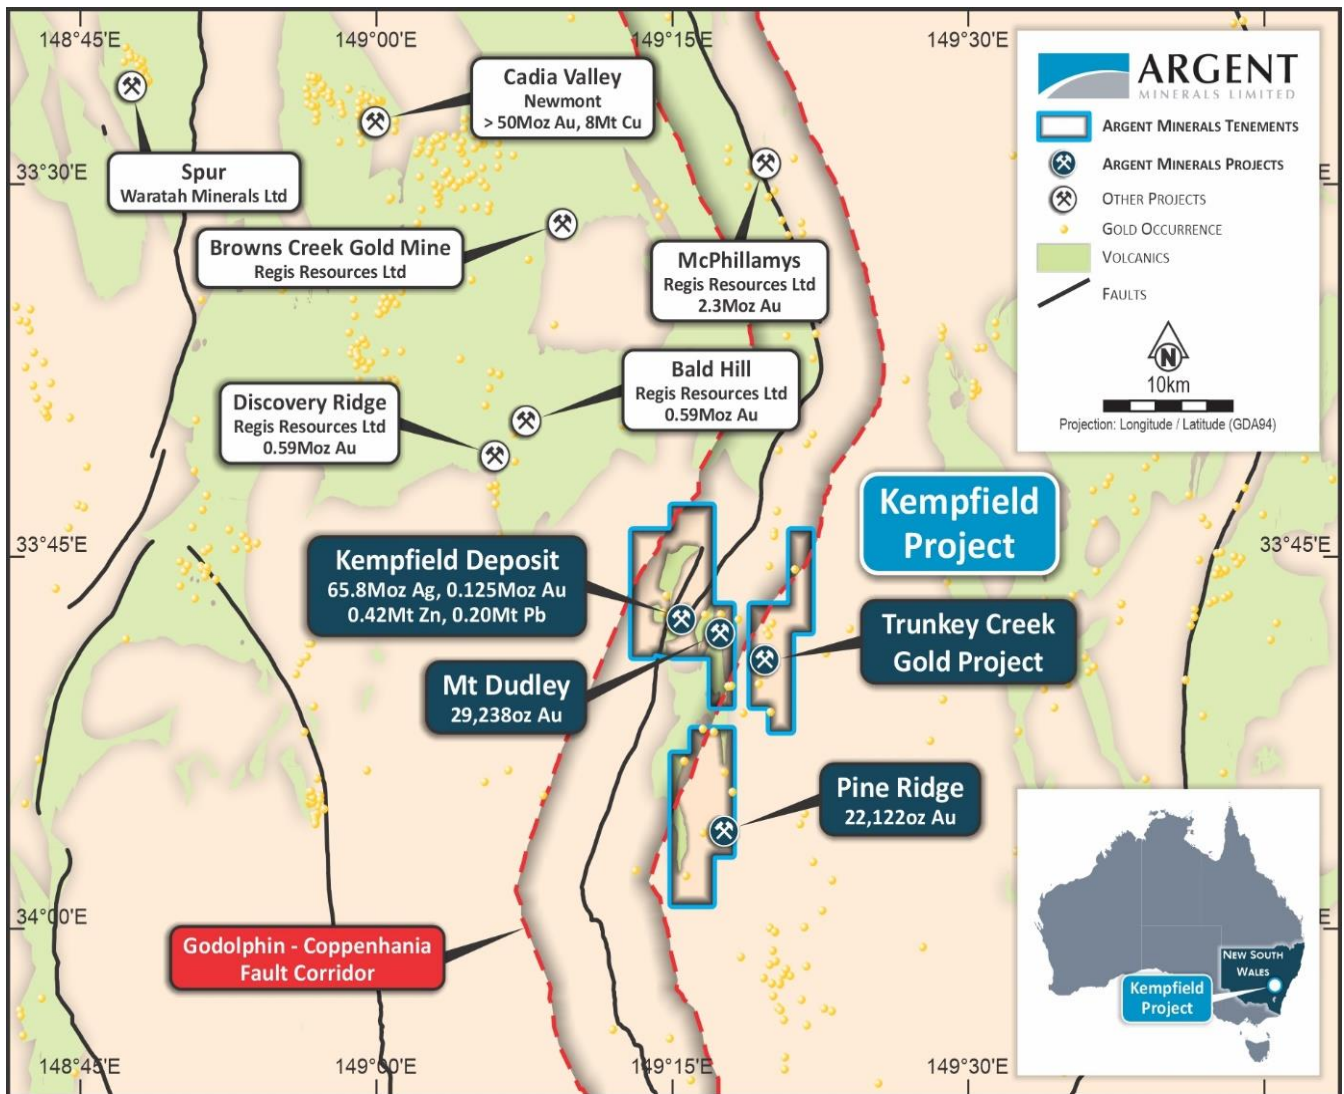 148°45'E
149°00'E
149°15'E
149°30'E
Cadia Valley
Newmont
> 50Moz Au, 8Mt Cu
Spur
Waratah Minerals Ltd
33°30'E
Browns Creek Gold Mine
Regis Resources Ltd
McPhillamys
Regis Resources Ltd
2.3Moz Au
Bald Hill
Regis Resources Ltd
0.59Moz Au
Discovery Ridge
Regis Resources Ltd
0.59Moz Au
ARGENT
MINERALS LIMITED
ARGENT MINERALS TENEMENTS
ARGENT MINERALS PROJECTS
OTHER PROJECTS
GOLD OCCURRENCE
VOLCANICS
FAULTS
N
10km
Projection: Longitude / Latitude (GDA94)
Kempfield
Project
33°45'E
33°45'E
Kempfield Deposit
65.8Moz Ag, 0.125Moz Au
0.42Mt Zn, 0.20Mt Pb
Trunkey Creek
Gold Project
Mt Dudley
29,238oz Au
Pine Ridge
22,122oz Au
34°00'E
E
E
Godolphin - Coppenhania
Fault Corridor
NEW SOUTH
WALES
Kempfield
Project
148°45'E
149°00'E
149°15'E
149°30'E